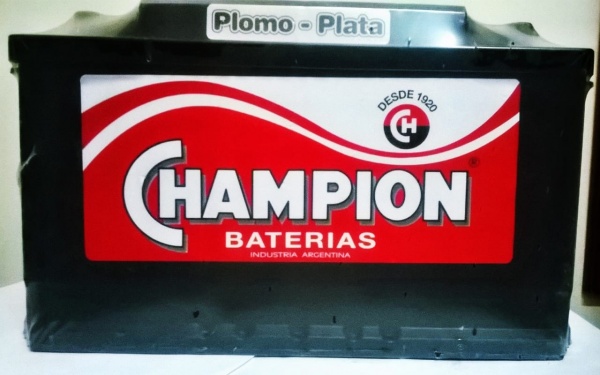 Plomo - Plata
DESDE 1920
CH
CHAMPION®
BATERIAS
INDUSTRIA ARGENTINA